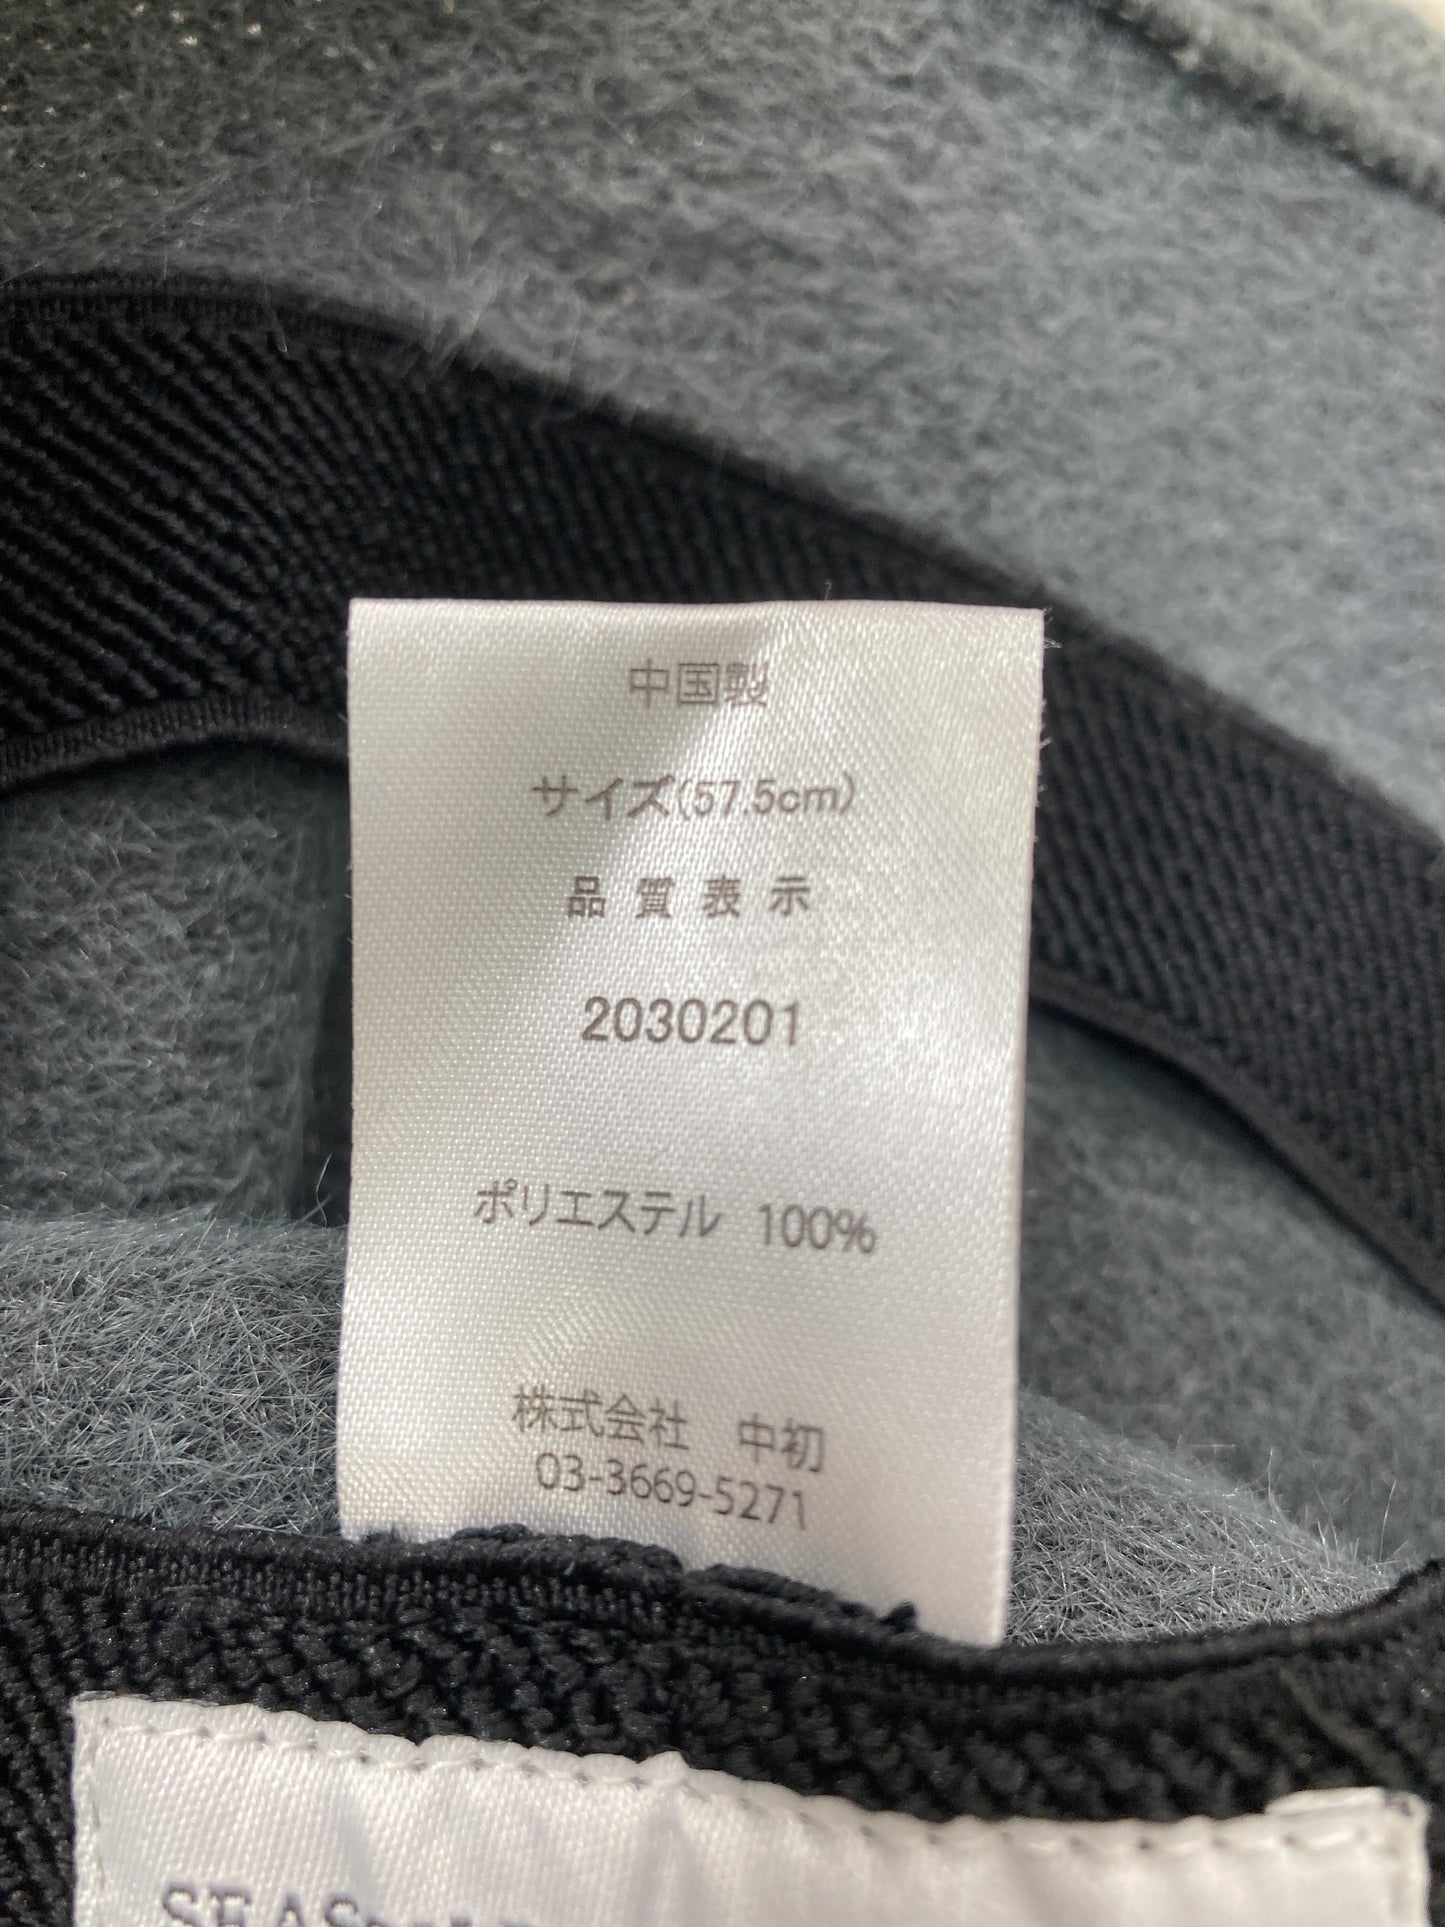 中国製
サイズ(57.5cm)
品質表示
2030201
ポリエステル 100%
株式会社 中初
03-3669-5271